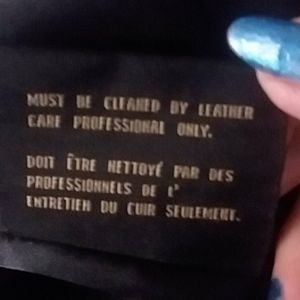 MUST BE CLEANED BY LEATHER
CARE PROFESSIONAL ONLY.
DOIT ÊTRE NETTOYÉ PAR DES
PROFESSIONNELS DE L'
ENTRETIEN DU CUIR SEULEMENT.